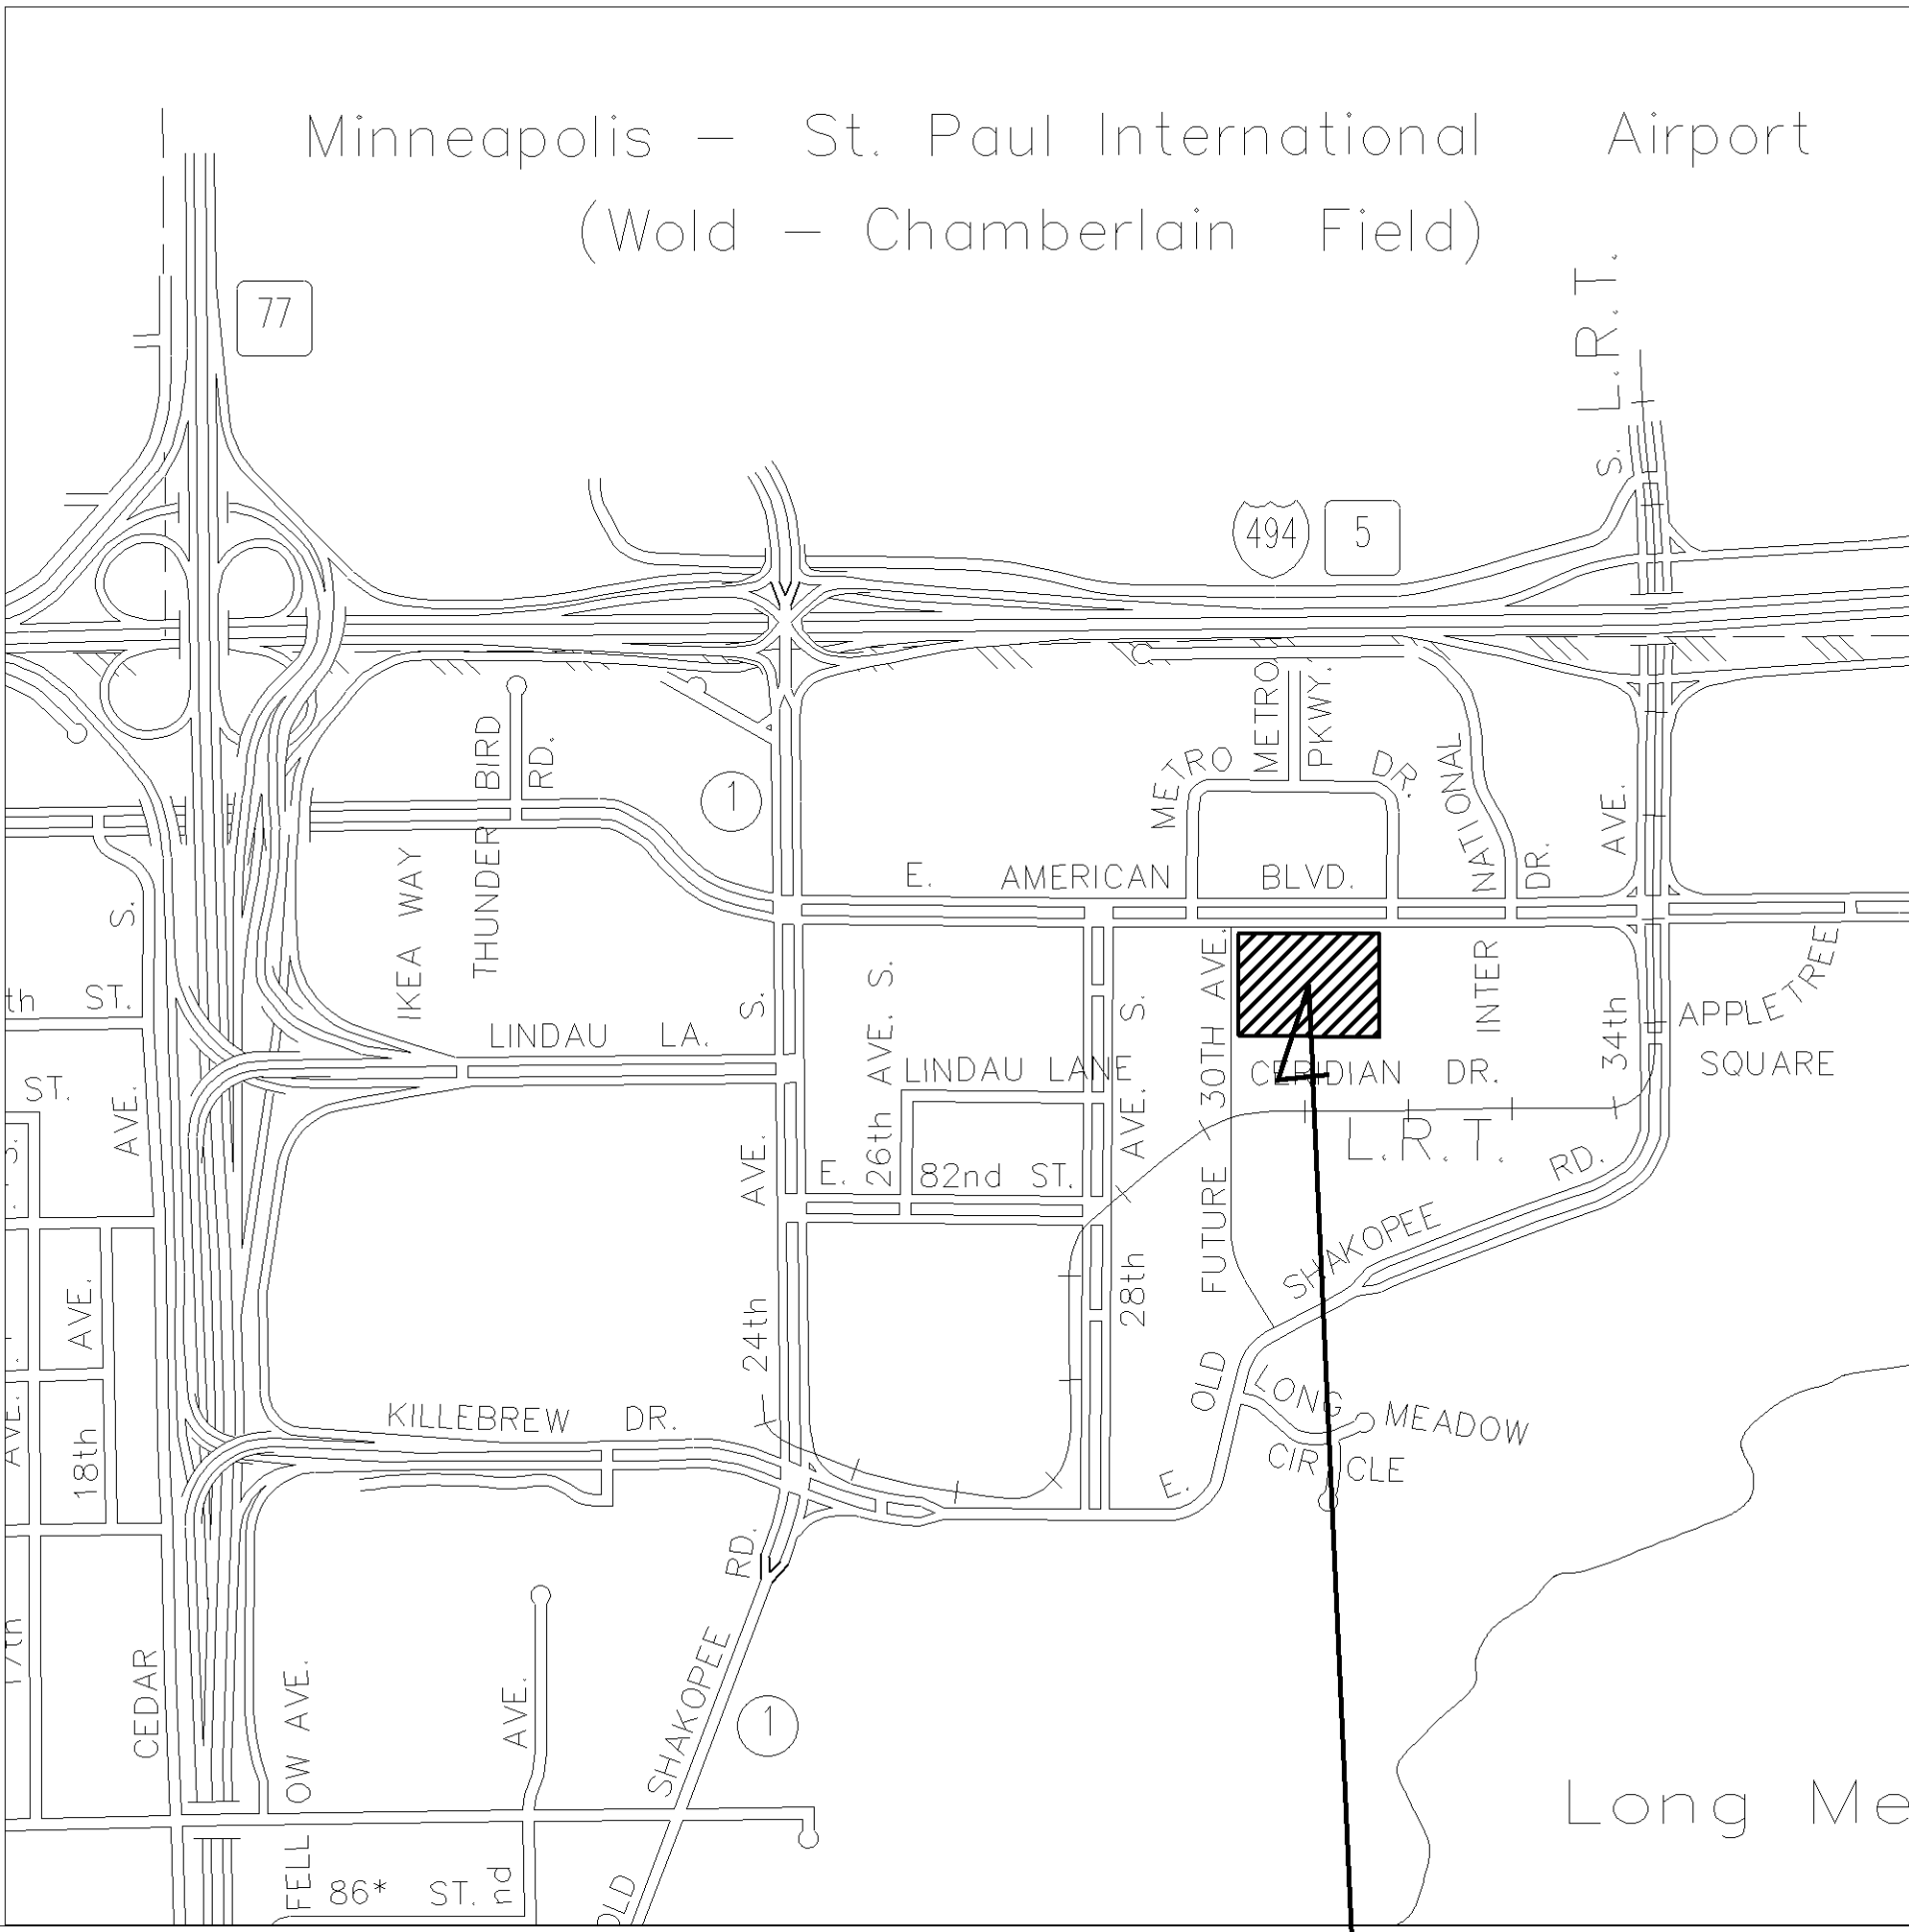 Minneapolis – St. Paul International Airport
(Wold – Chamberlain Field)
77
S. L.R.T.
494
5
METRO PKWY.
METRO DR.
THUNDER BIRD RD.
1
INTER NATIONAL DR.
34th AVE.
IKEA WAY
E. AMERICAN BLVD.
th ST.
LINDAU LA.
26th AVE. S.
LINDAU LANE
28th AVE. S.
FUTURE 30TH AVE.
CERIDIAN DR.
APPLETREE
SQUARE
ST.
L.R.T.
E. 82nd ST.
24th AVE. S.
E. OLD SHAKOPEE RD.
18th AVE.
AVE.
KILLEBREW DR.
LONG MEADOW
CIRCLE
CEDAR AVE. S.
17th
OLD SHAKOPEE RD.
1
FELL OW AVE.
nd AVE.
86* ST.
Long Me